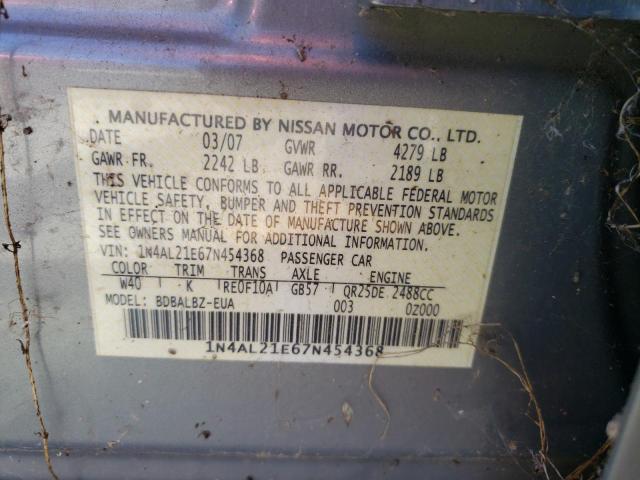 . MANUFACTURED BY NISSAN MOTOR CO., LTD.
DATE 03/07 GVWR 4279 LB
GAWR FR. 2242 LB GAWR RR. 2189 LB
THIS VEHICLE CONFORMS TO ALL APPLICABLE FEDERAL MOTOR
VEHICLE SAFETY, BUMPER AND THEFT PREVENTION STANDARDS
IN EFFECT ON THE DATE OF MANUFACTURE SHOWN ABOVE.
SEE OWNERS MANUAL FOR ADDITIONAL INFORMATION.
VIN: 1N4AL21E67N454368 PASSENGER CAR
COLOR TRIM TRANS AXLE ENGINE
W40 K RE0F10A GB57 QR25DE 2488CC
MODEL: BDBALBZ-EUA 003 0Z000
1N4AL21E67N454368